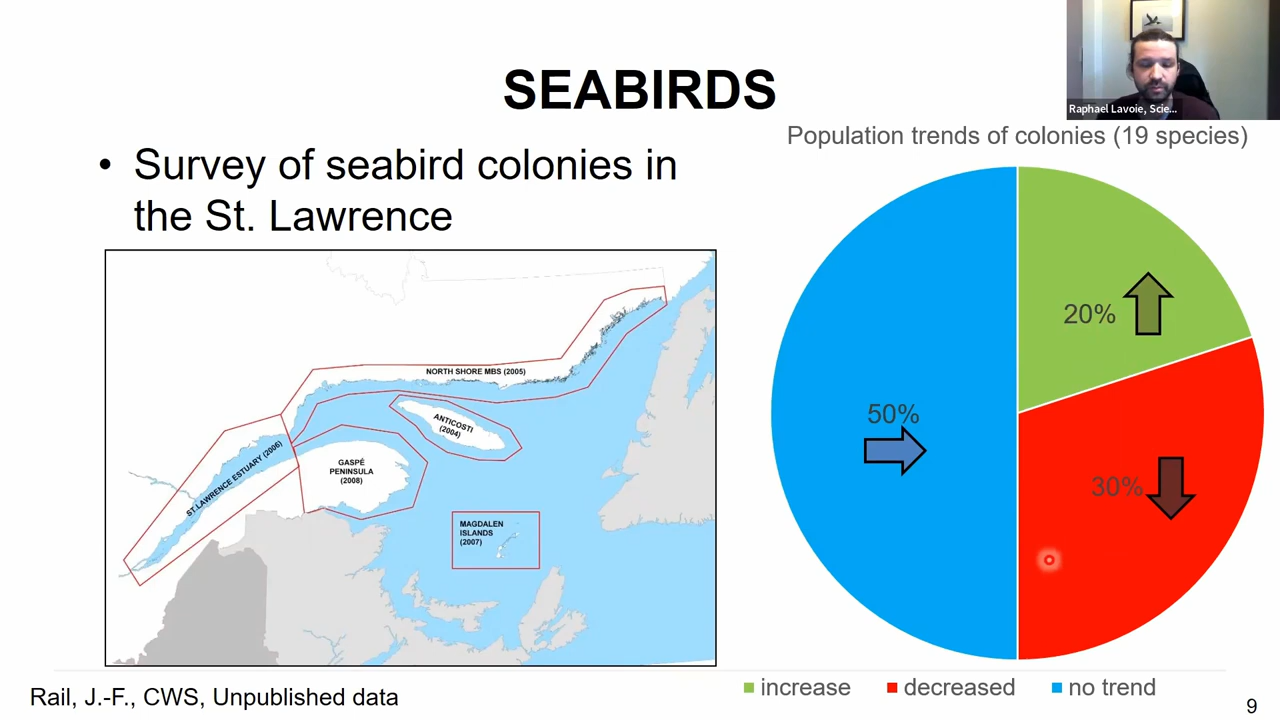 SEABIRDS
Raphael Lavoie, Scie...
• Survey of seabird colonies in
the St. Lawrence
NORTH SHORE MBS (2005)
ANTICOSTI
(2004)
ST.LAWRENCE ESTUARY (2006)
GASPÉ
PENINSULA
(2008)
MAGDALEN
ISLANDS
(2007)
Population trends of colonies (19 species)
20%
50%
30%
increase
decreased
no trend
Rail, J.-F., CWS, Unpublished data
9